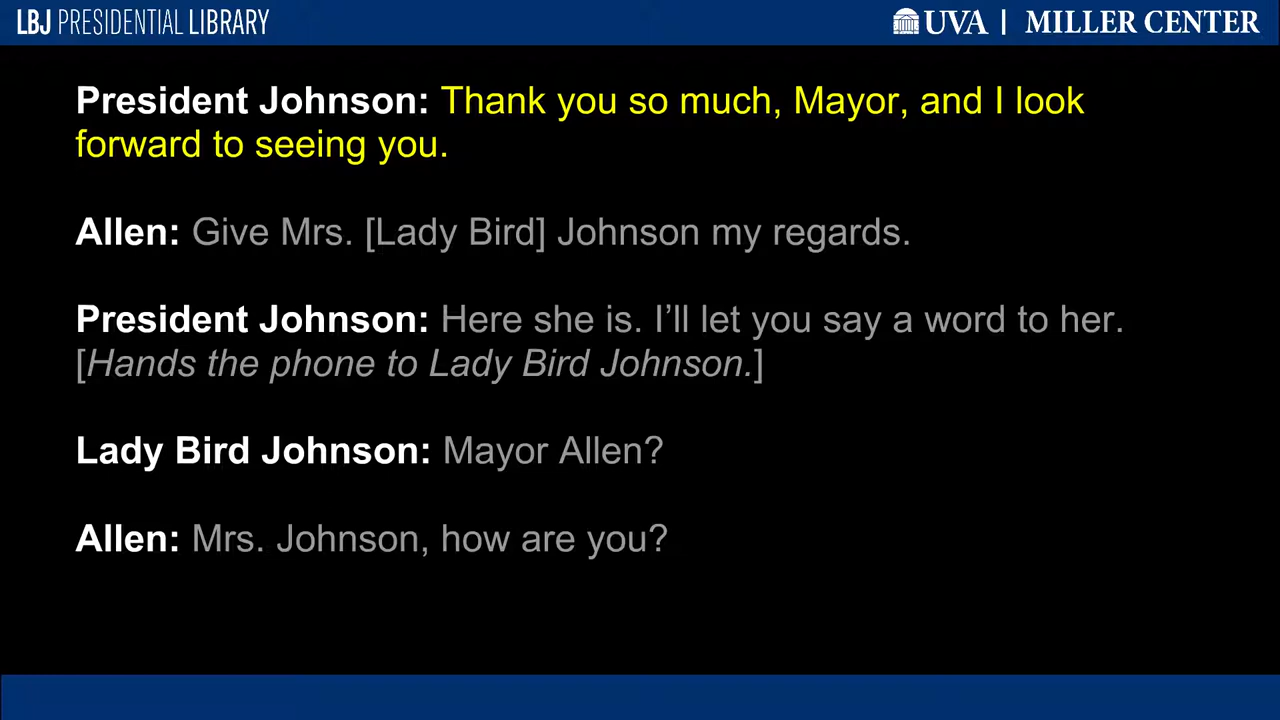 LBJ PRESIDENTIAL LIBRARY
UVA | MILLER CENTER
President Johnson: Thank you so much, Mayor, and I look
forward to seeing you.
Allen: Give Mrs. [Lady Bird] Johnson my regards.
President Johnson: Here she is. I’ll let you say a word to her.
[Hands the phone to Lady Bird Johnson.]
Lady Bird Johnson: Mayor Allen?
Allen: Mrs. Johnson, how are you?